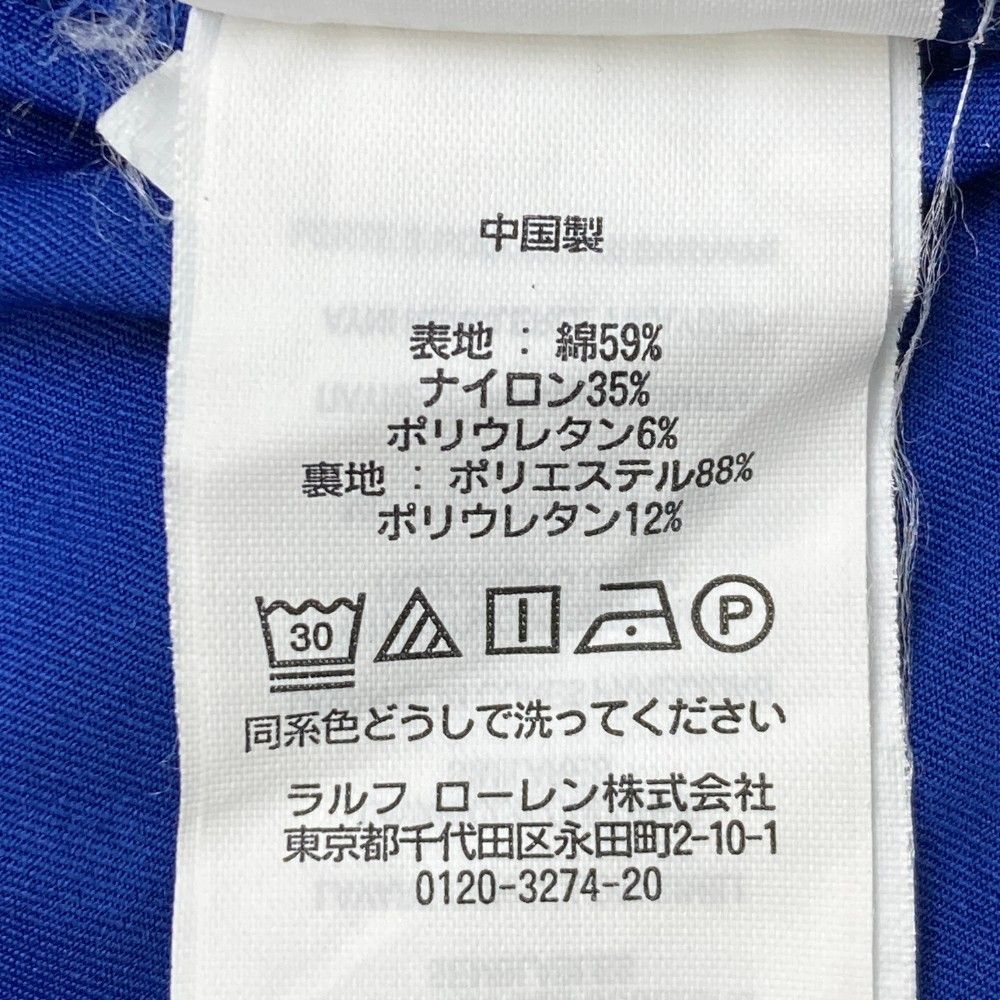 中国製
表地 : 綿59%
ナイロン35%
ポリウレタン6%
裏地 : ポリエステル88%
ポリウレタン12%
30
P
同系色どうしで洗ってください
ラルフ ローレン株式会社
東京都千代田区永田町2-10-1
0120-3274-20